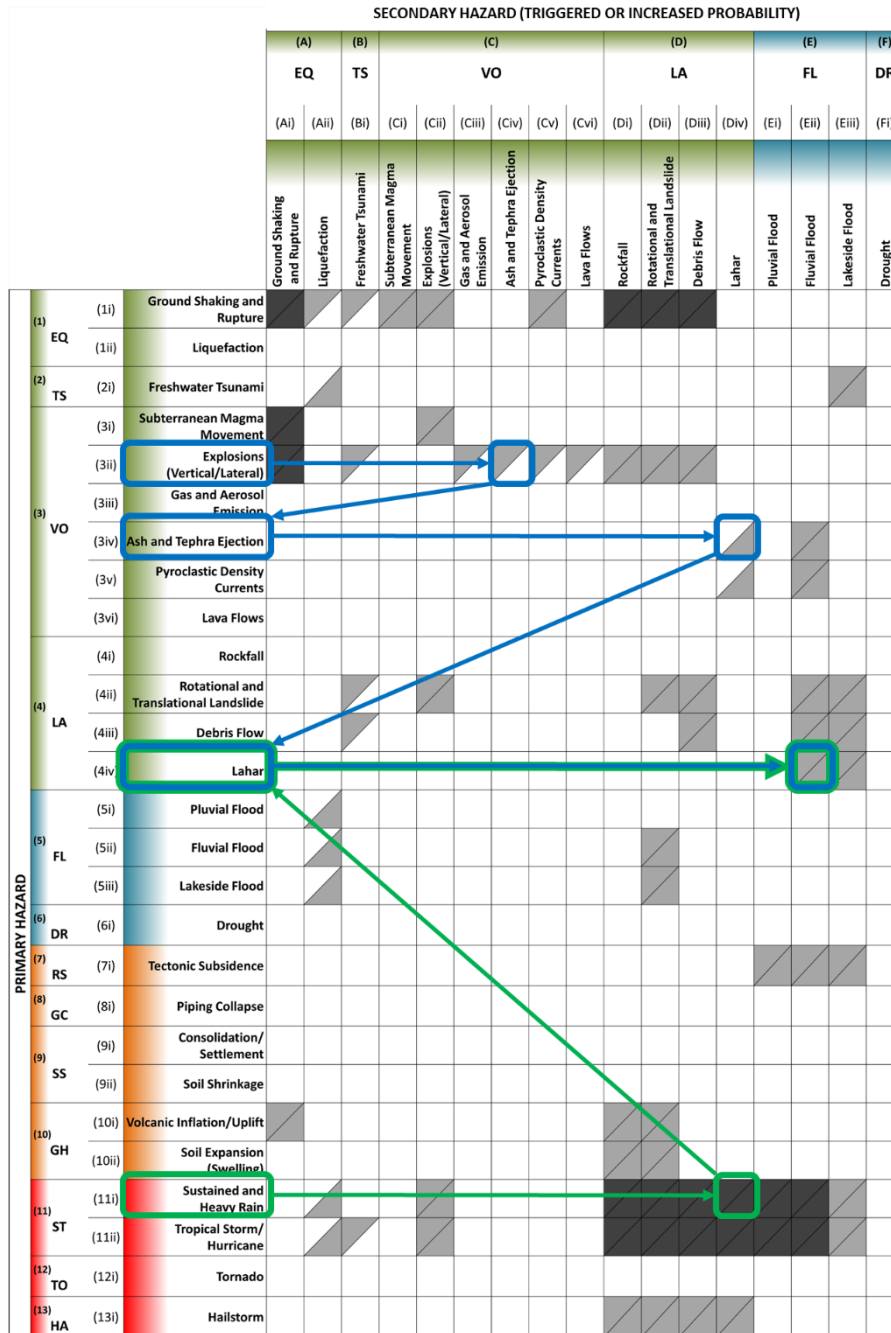 SECONDARY HAZARD (TRIGGERED OR INCREASED PROBABILITY)
(A) (B) (C) (D) (E) (F)
EQ TS VO LA FL DR
(Ai) (Aii) (Bi) (Ci) (Cii) (Ciii) (Civ) (Cv) (Cvi) (Di) (Dii) (Diii) (Div) (Ei) (Eii) (Eiii) (Fi)
Ground Shaking
and Rupture
Liquefaction
Freshwater Tsunami
Subterranean Magma
Movement
Explosions
(Vertical/Lateral)
Gas and Aerosol
Emission
Ash and Tephra Ejection
Pyroclastic Density
Currents
Lava Flows
Rockfall
Rotational and
Translational Landslide
Debris Flow
Lahar
Pluvial Flood
Fluvial Flood
Lakeside Flood
Drought
PRIMARY HAZARD
(1)
EQ
(1i) Ground Shaking and
Rupture
(1ii) Liquefaction
(2)
TS
(2i) Freshwater Tsunami
(3)
VO
(3i) Subterranean Magma
Movement
(3ii) Explosions
(Vertical/Lateral)
(3iii) Gas and Aerosol
Emission
(3iv) Ash and Tephra Ejection
(3v) Pyroclastic Density
Currents
(3vi) Lava Flows
(4)
LA
(4i) Rockfall
(4ii) Rotational and
Translational Landslide
(4iii) Debris Flow
(4iv) Lahar
(5)
FL
(5i) Pluvial Flood
(5ii) Fluvial Flood
(5iii) Lakeside Flood
(6)
DR
(6i) Drought
(7)
RS
(7i) Tectonic Subsidence
(8)
GC
(8i) Piping Collapse
(9)
SS
(9i) Consolidation/
Settlement
(9ii) Soil Shrinkage
(10)
GH
(10i) Volcanic Inflation/Uplift
(10ii) Soil Expansion
(Swelling)
(11)
ST
(11i) Sustained and
Heavy Rain
(11ii) Tropical Storm/
Hurricane
(12)
TO
(12i) Tornado
(13)
HA
(13i) Hailstorm